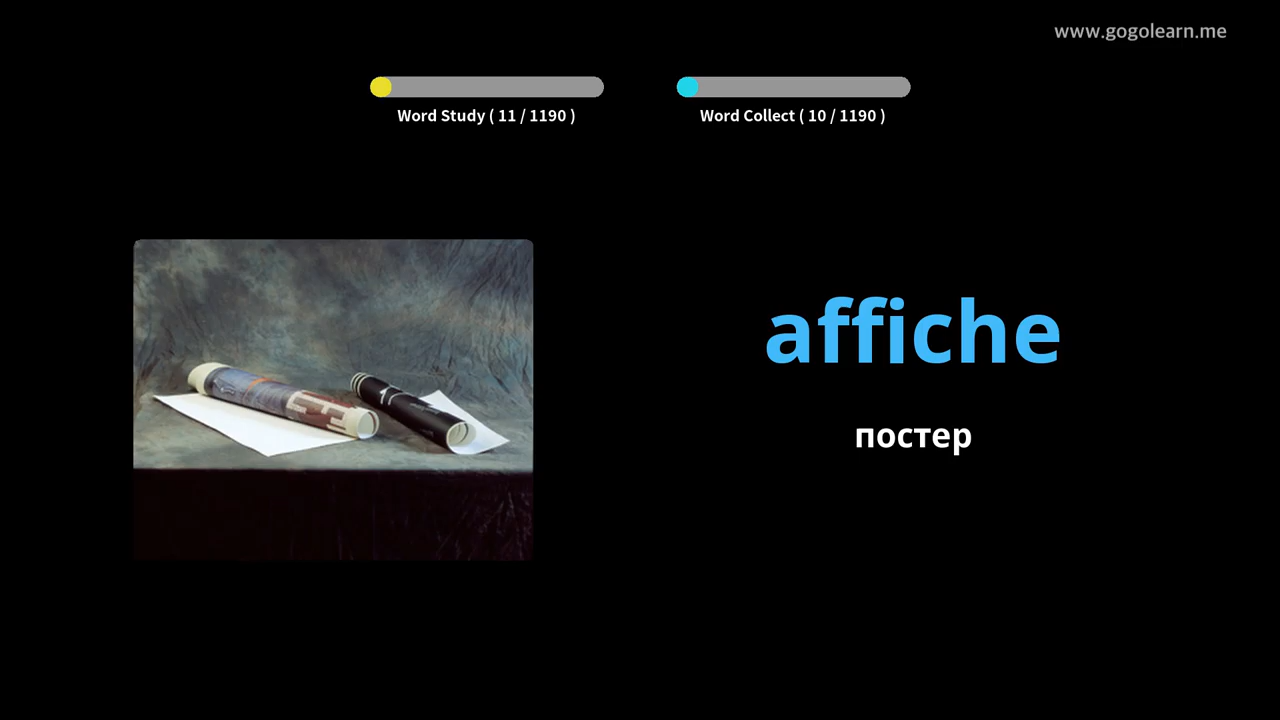 www.gogolearn.me
Word Study ( 11 / 1190 )
Word Collect ( 10 / 1190 )
affiche
постер